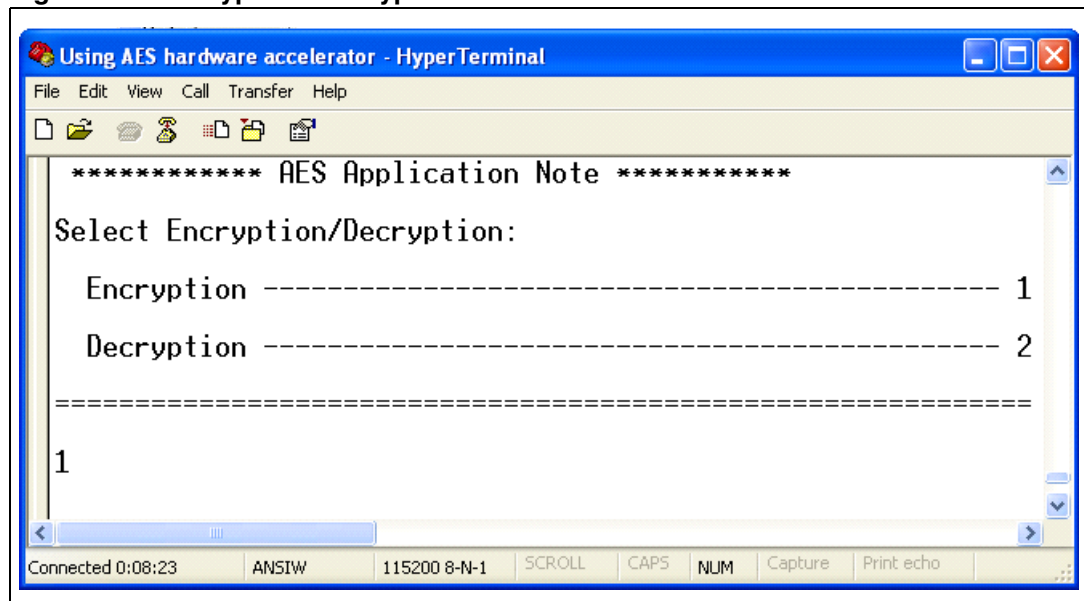 Using AES hardware accelerator - HyperTerminal
File Edit View Call Transfer Help
************ AES Application Note ***********
Select Encryption/Decryption:
Encryption ---------------------------------------------- 1
Decryption ---------------------------------------------- 2
=============================================================
1
Connected 0:08:23 ANSIW 115200 8-N-1 SCROLL CAPS NUM Capture Print echo